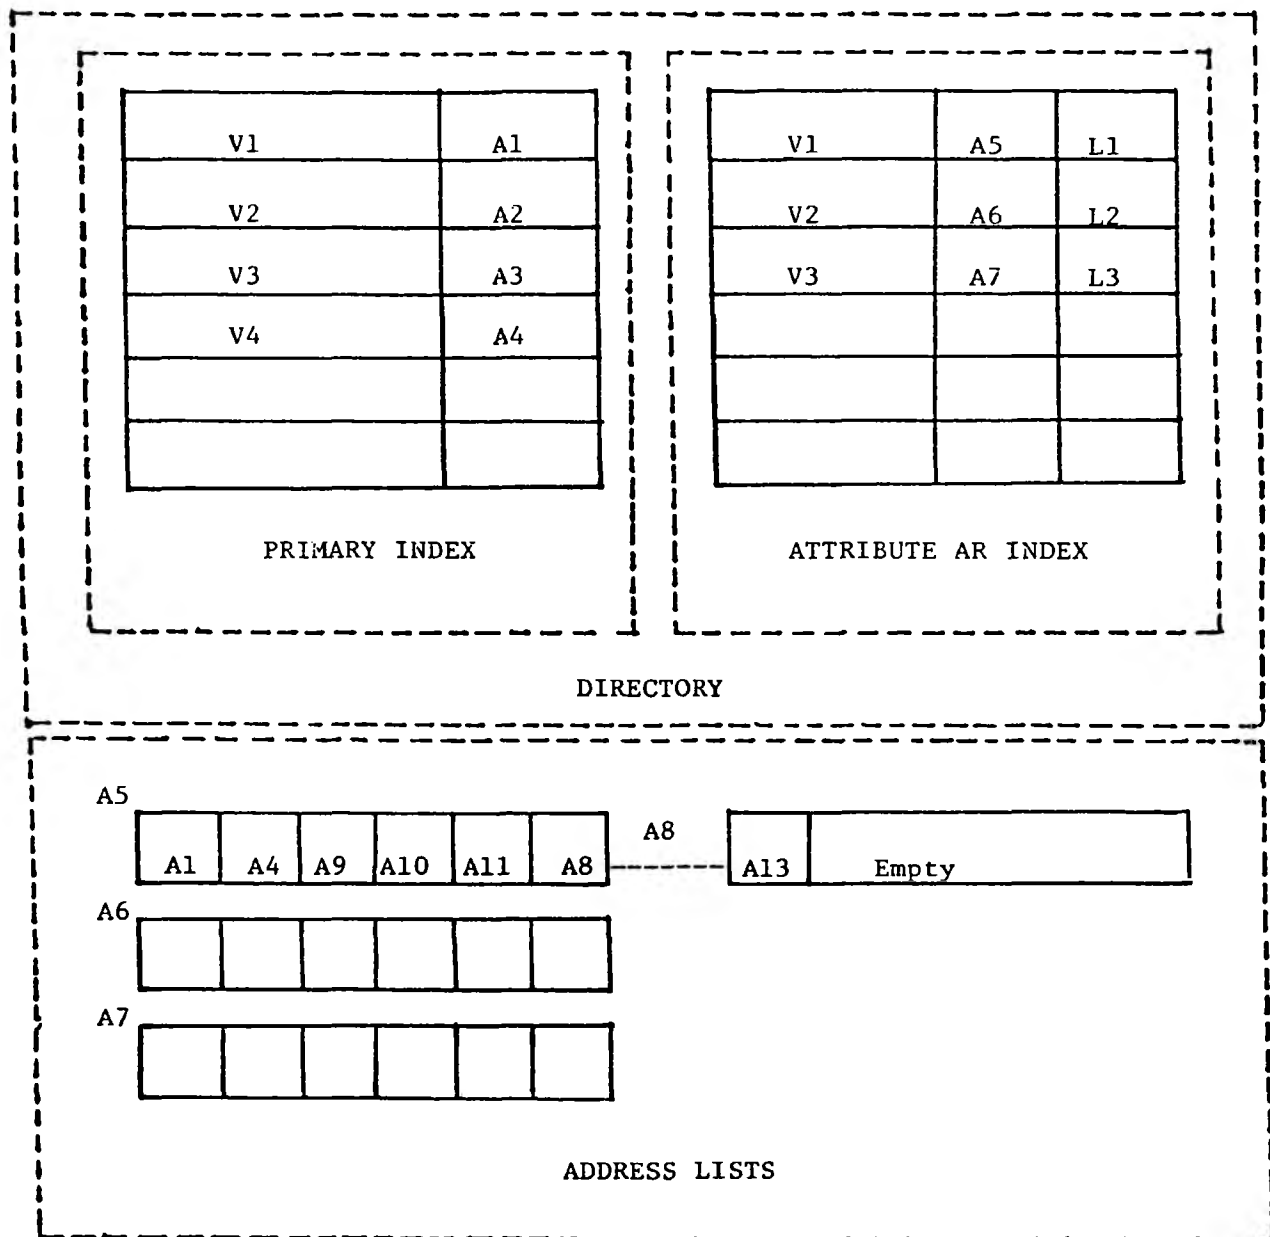 V1 A1
V2 A2
V3 A3
V4 A4
PRIMARY INDEX
V1 A5 L1
V2 A6 L2
V3 A7 L3
ATTRIBUTE AR INDEX
DIRECTORY
A5
A1 A4 A9 A10 A11 A8
A8
A13 Empty
A6
A7
ADDRESS LISTS